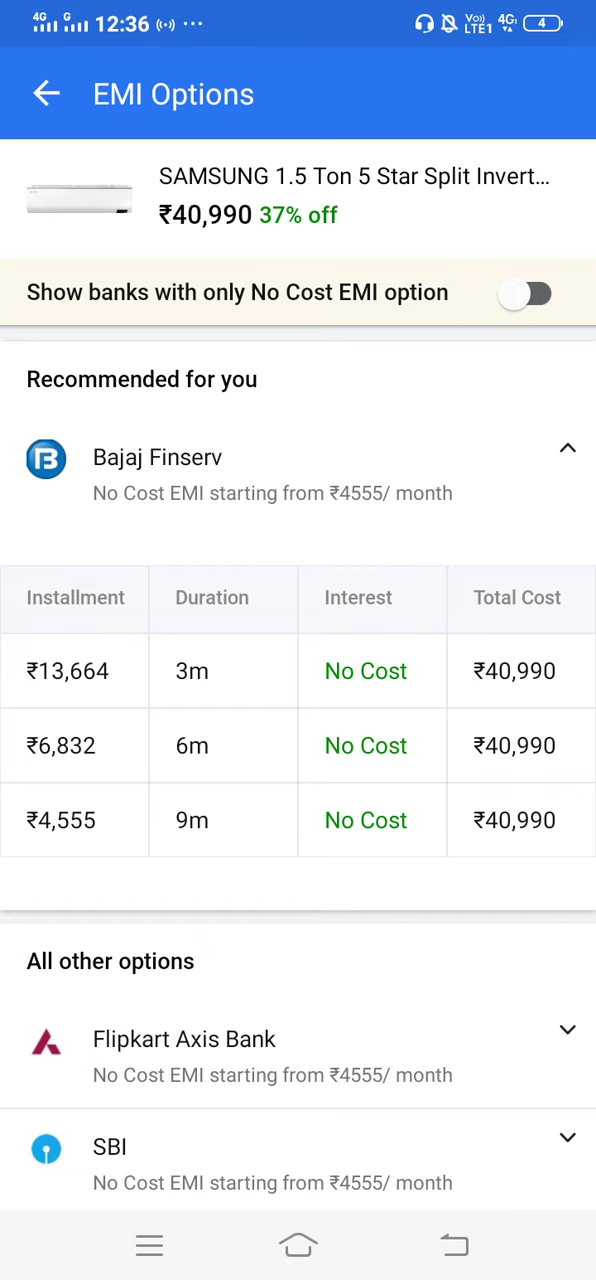 4G G 12:36 ... Vo)) LTE1 4G 4
EMI Options
SAMSUNG 1.5 Ton 5 Star Split Invert...
₹40,990 37% off
Show banks with only No Cost EMI option
Recommended for you
Bajaj Finserv
No Cost EMI starting from ₹4555/ month
Installment Duration Interest Total Cost
₹13,664 3m No Cost ₹40,990
₹6,832 6m No Cost ₹40,990
₹4,555 9m No Cost ₹40,990
All other options
Flipkart Axis Bank
No Cost EMI starting from ₹4555/ month
SBI
No Cost EMI starting from ₹4555/ month